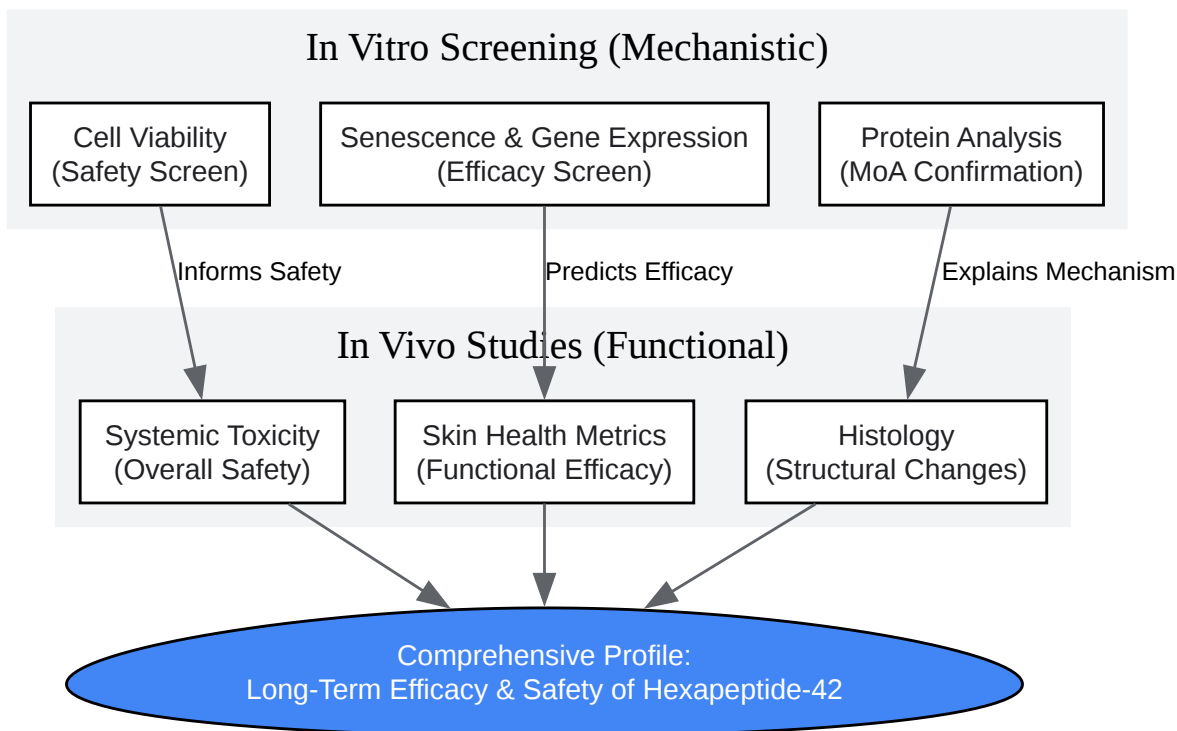 In Vitro Screening (Mechanistic)
Cell Viability
(Safety Screen)
Senescence & Gene Expression
(Efficacy Screen)
Protein Analysis
(MoA Confirmation)
Informs Safety
Predicts Efficacy
Explains Mechanism
In Vivo Studies (Functional)
Systemic Toxicity
(Overall Safety)
Skin Health Metrics
(Functional Efficacy)
Histology
(Structural Changes)
Comprehensive Profile:
Long-Term Efficacy & Safety of Hexapeptide-42